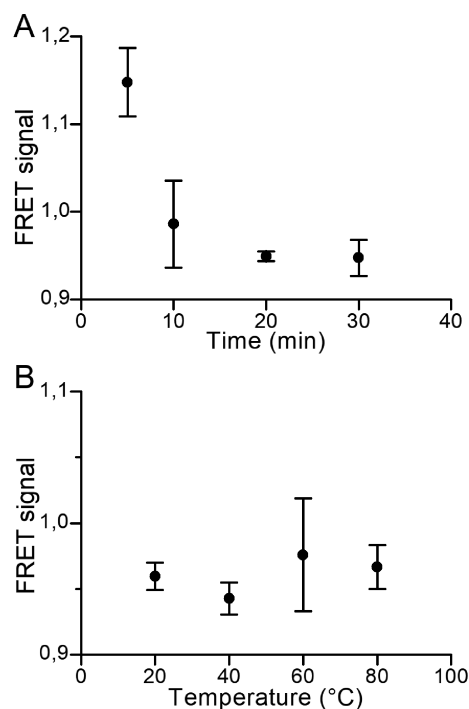 A
1,2
1,1
1,0
0,9
FRET signal
0 10 20 30 40
Time (min)
B
1,1
1,0
0,9
FRET signal
0 20 40 60 80 100
Temperature (°C)